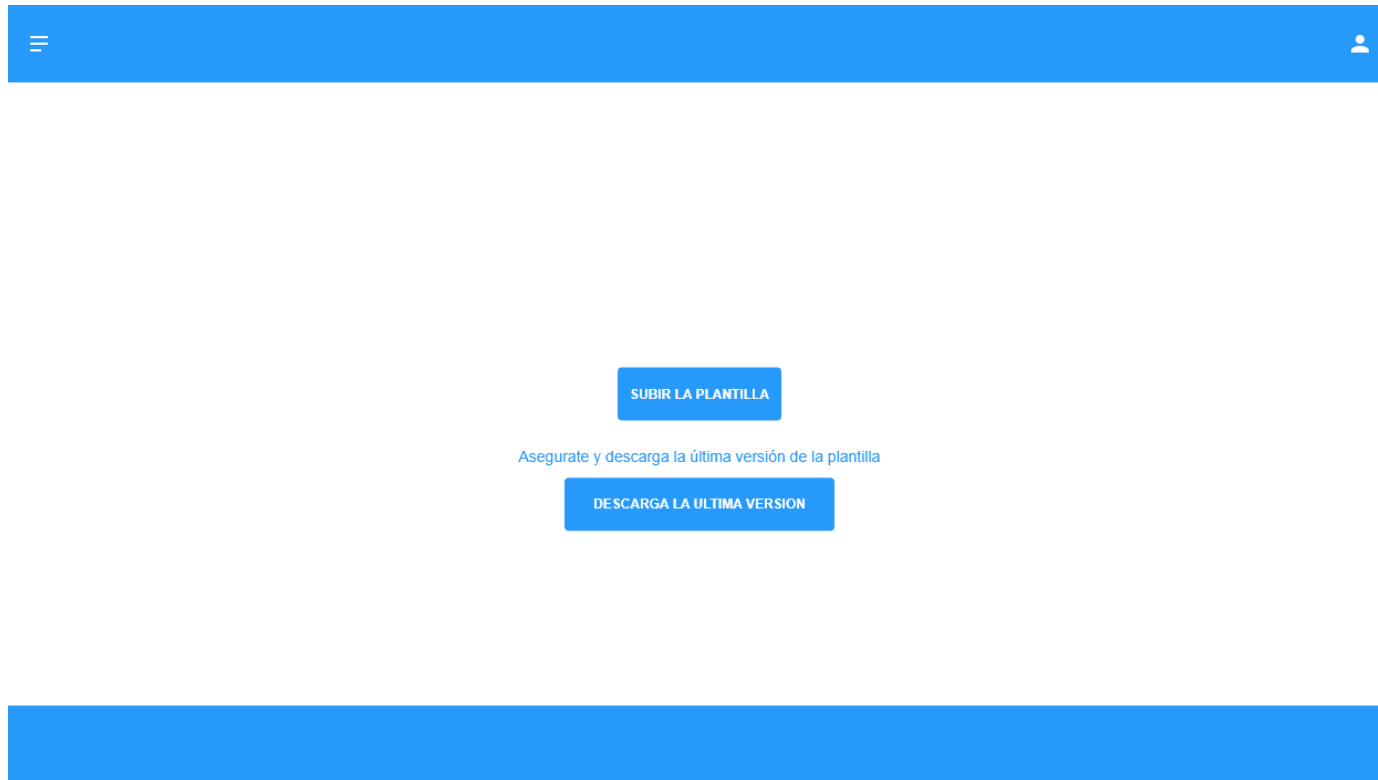 SUBIR LA PLANTILLA
Asegurate y descarga la última versión de la plantilla
DESCARGA LA ULTIMA VERSION